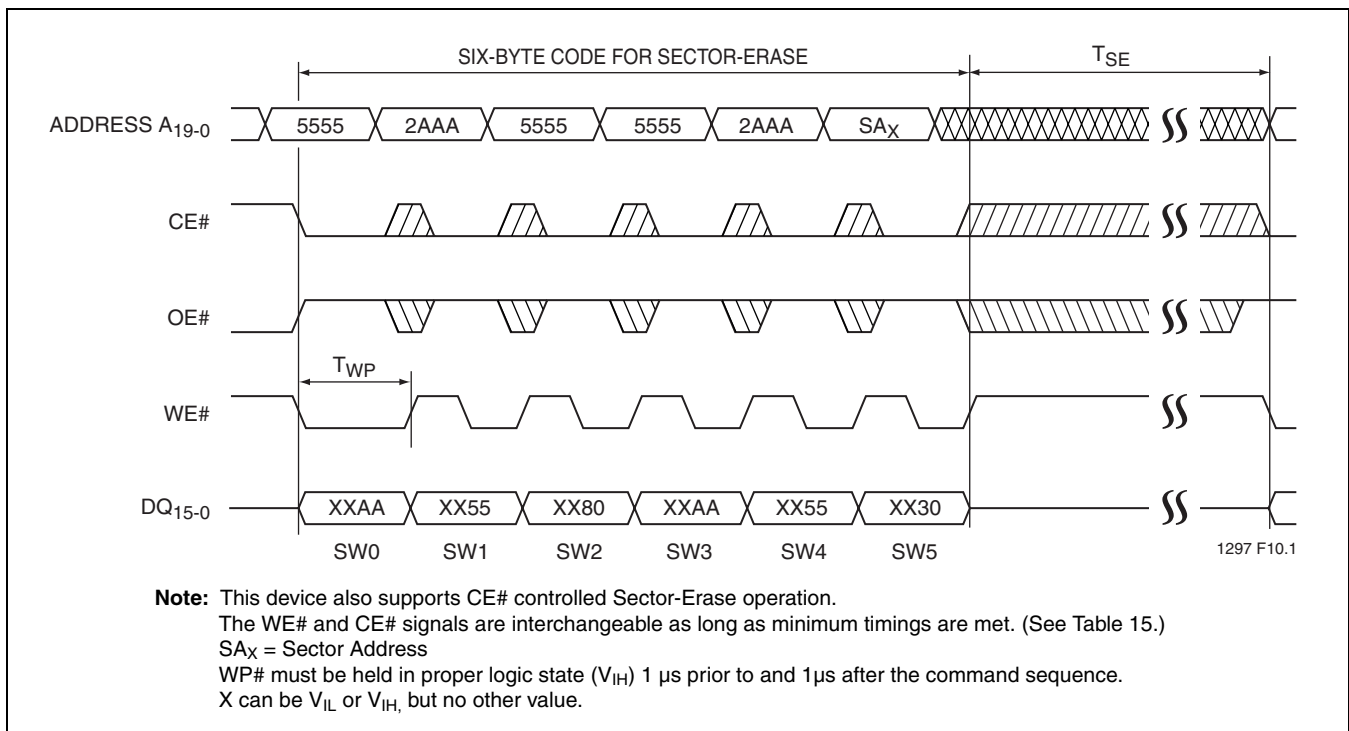 SIX-BYTE CODE FOR SECTOR-ERASE
TSE
ADDRESS A19-0
5555 2AAA 5555 5555 2AAA SAX
CE#
OE#
TWP
WE#
DQ15-0
XXAA XX55 XX80 XXAA XX55 XX30
SW0 SW1 SW2 SW3 SW4 SW5
1297 F10.1
Note: This device also supports CE# controlled Sector-Erase operation.
The WE# and CE# signals are interchangeable as long as minimum timings are met. (See Table 15.)
SAX = Sector Address
WP# must be held in proper logic state (VIH) 1 µs prior to and 1µs after the command sequence.
X can be VIL or VIH, but no other value.